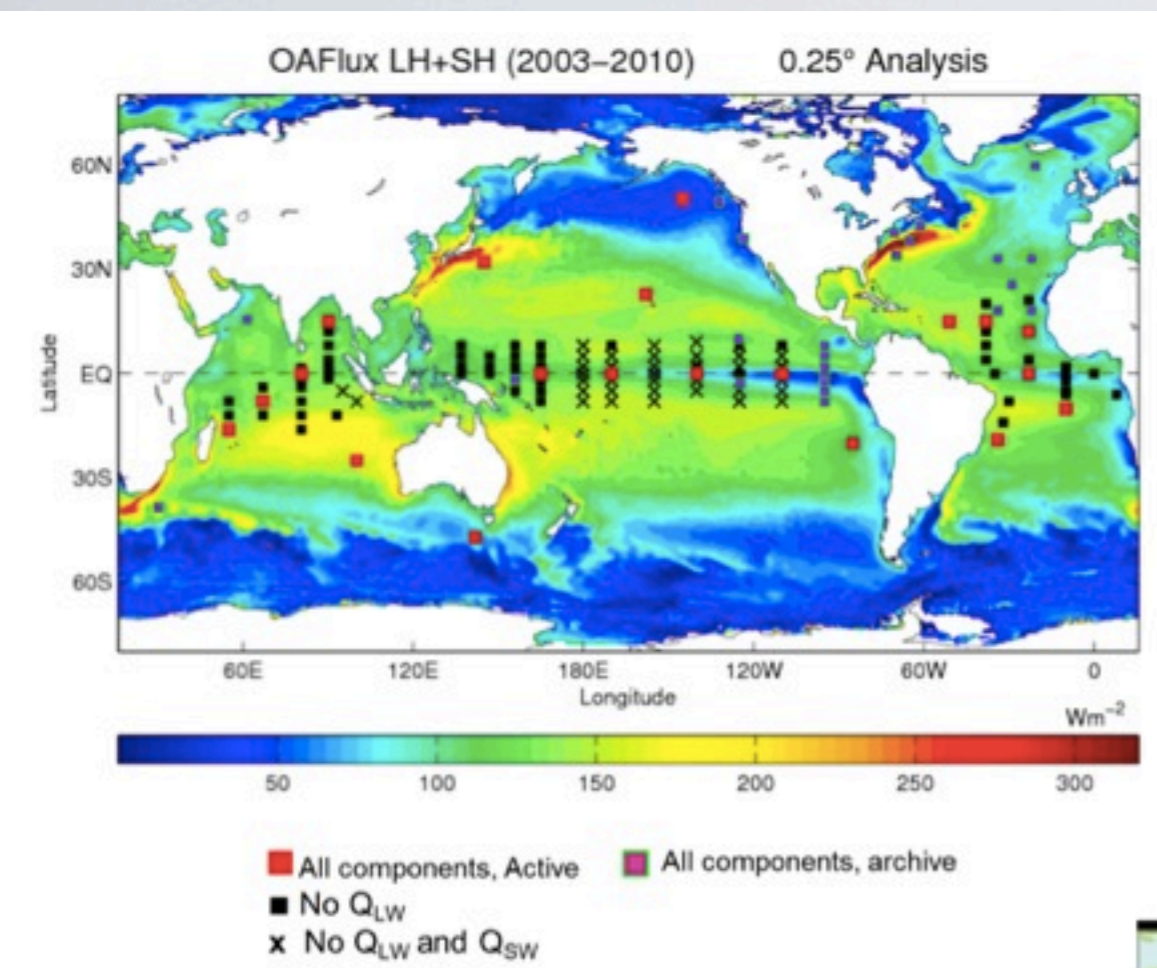 OAFlux LH+SH (2003–2010) 0.25° Analysis
60N
30N
EQ
30S
60S
Latitude
60E 120E 180E 120W 60W 0
Longitude
Wm⁻²
50 100 150 200 250 300
All components, Active
All components, archive
No Q_LW
x No Q_LW and Q_SW